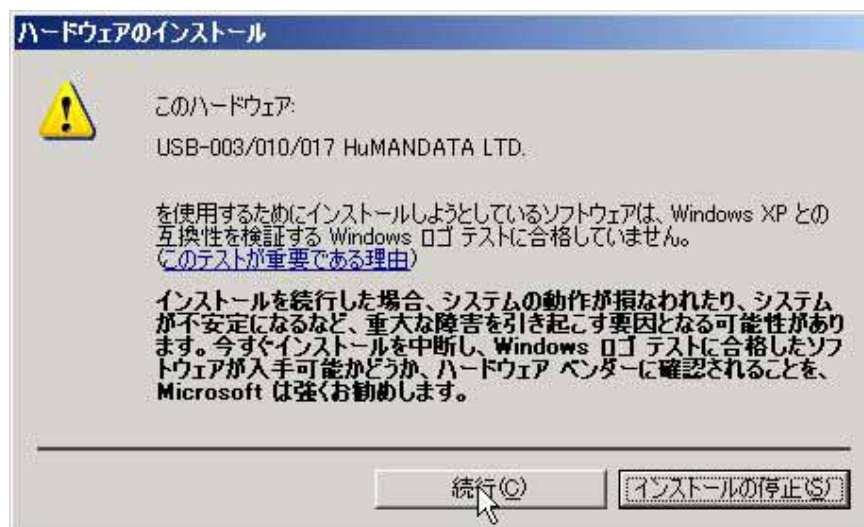 ハードウェアのインストール
このハードウェア:
USB-003/010/017 HuMANDATA LTD.
を使用するためにインストールしようとしているソフトウェアは、Windows XP との
互換性を検証する Windows ロゴ テストに合格していません。
(このテストが重要である理由)
インストールを続行した場合、システムの動作が損なわれたり、システム
が不安定になるなど、重大な障害を引き起こす要因となる可能性があり
ます。今すぐインストールを中断し、Windows ロゴ テストに合格したソフ
トウェアが入手可能かどうか、ハードウェア ベンダーに確認されることを、
Microsoft は強くお勧めします。
続行(C)
インストールの停止(S)